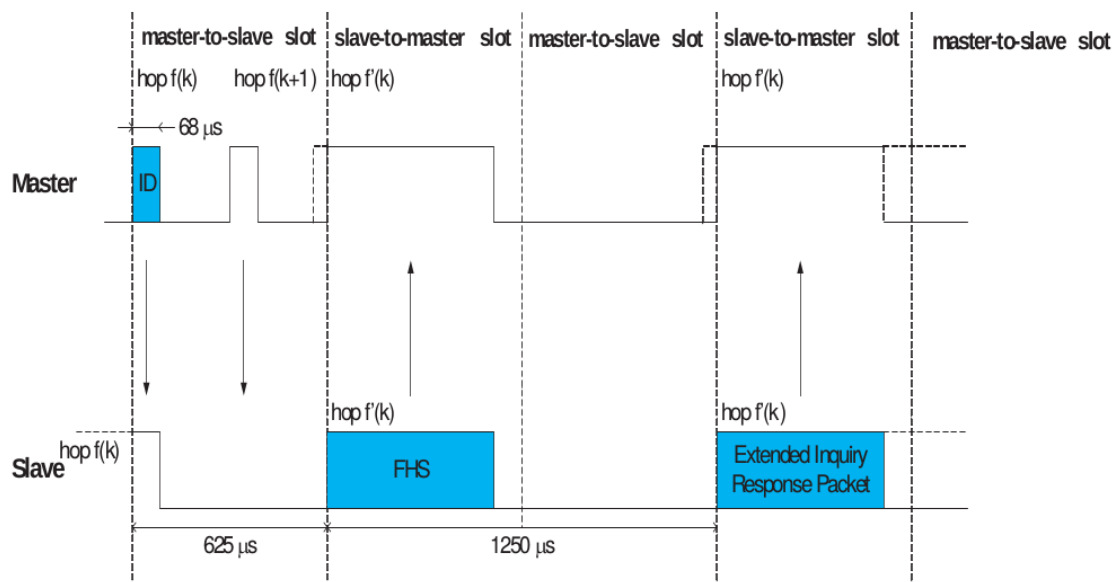 master-to-slave slot
slave-to-master slot
master-to-slave slot
slave-to-master slot
master-to-slave slot
hop f(k)
hop f(k+1)
hop f'(k)
hop f'(k)
68 μs
Master
ID
hop f'(k)
hop f'(k)
hop f(k)
Slave
FHS
Extended Inquiry
Response Packet
625 μs
1250 μs